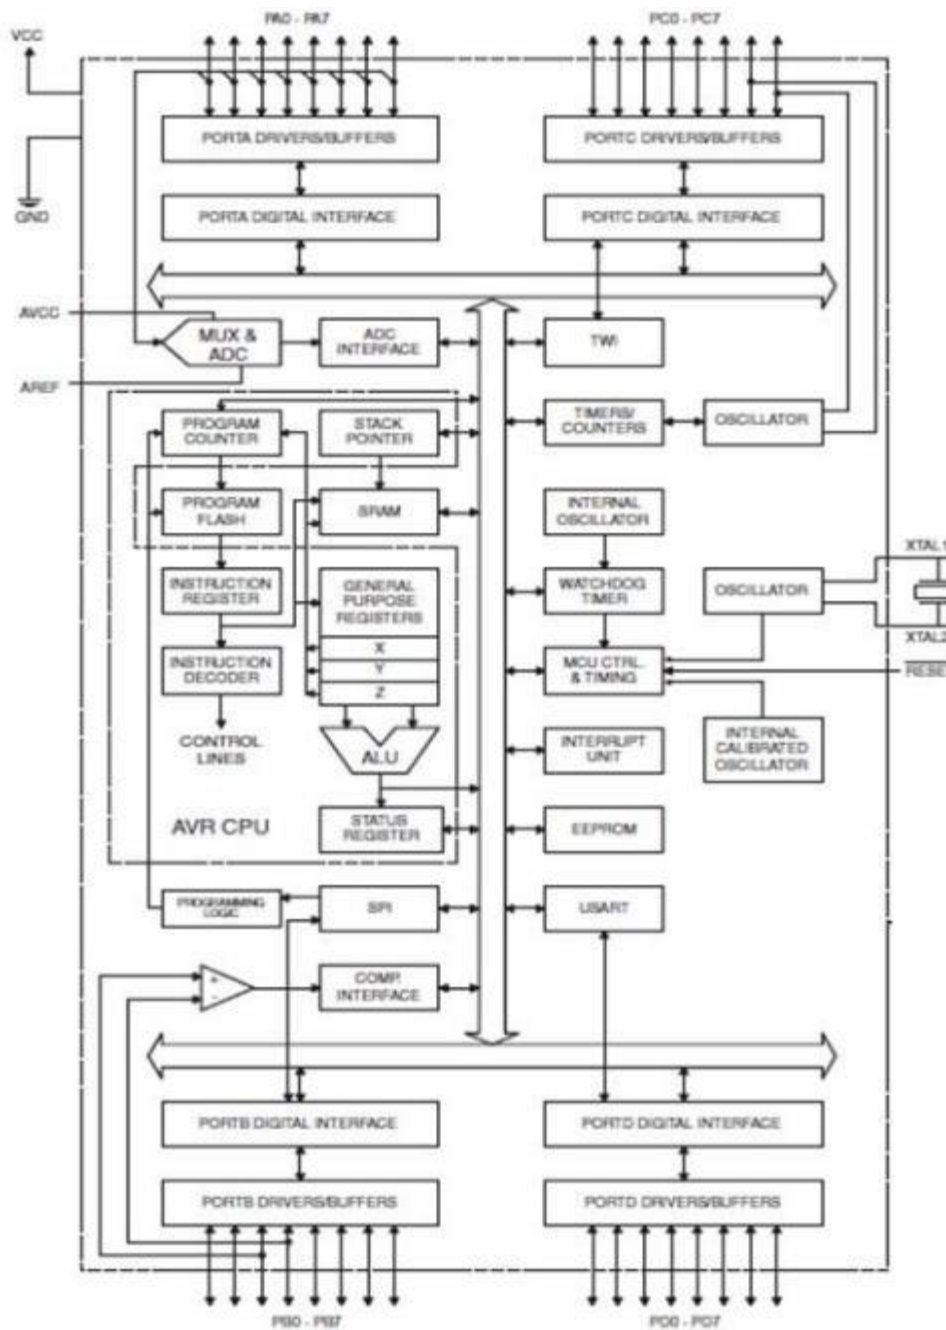 PA0 - PA7
PC0 - PC7
VCC
PORTA DRIVERS/BUFFERS
PORTC DRIVERS/BUFFERS
GND
PORTA DIGITAL INTERFACE
PORTC DIGITAL INTERFACE
AVCC
MUX &
ADC
ADC
INTERFACE
TWI
AREF
PROGRAM
COUNTER
STACK
POINTER
TIMERS/
COUNTERS
OSCILLATOR
PROGRAM
FLASH
SRAM
INTERNAL
OSCILLATOR
XTAL1
INSTRUCTION
REGISTER
GENERAL
PURPOSE
REGISTERS
WATCHDOG
TIMER
OSCILLATOR
XTAL2
X
Y
Z
INSTRUCTION
DECODER
MCU CTRL.
& TIMING
RESE
CONTROL
LINES
ALU
INTERRUPT
UNIT
INTERNAL
CALIBRATED
OSCILLATOR
AVR CPU
STATUS
REGISTER
EEPROM
PROGRAMMING
LOGIC
SPI
USART
+
-
COMP.
INTERFACE
PORTB DIGITAL INTERFACE
PORTD DIGITAL INTERFACE
PORTB DRIVERS/BUFFERS
PORTD DRIVERS/BUFFERS
PB0 - PB7
PD0 - PD7